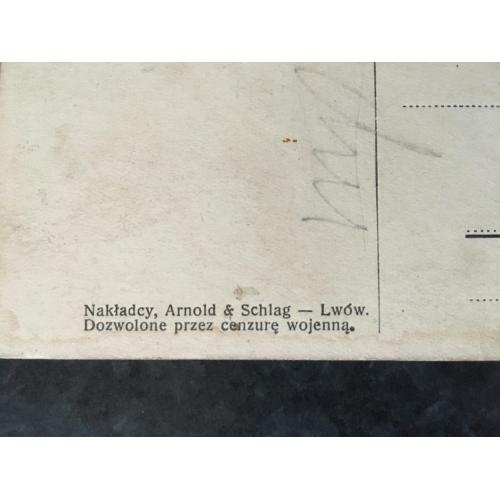 Nakładcy, Arnold & Schlag — Lwów.
Dozwolone przez cenzurę wojenną.